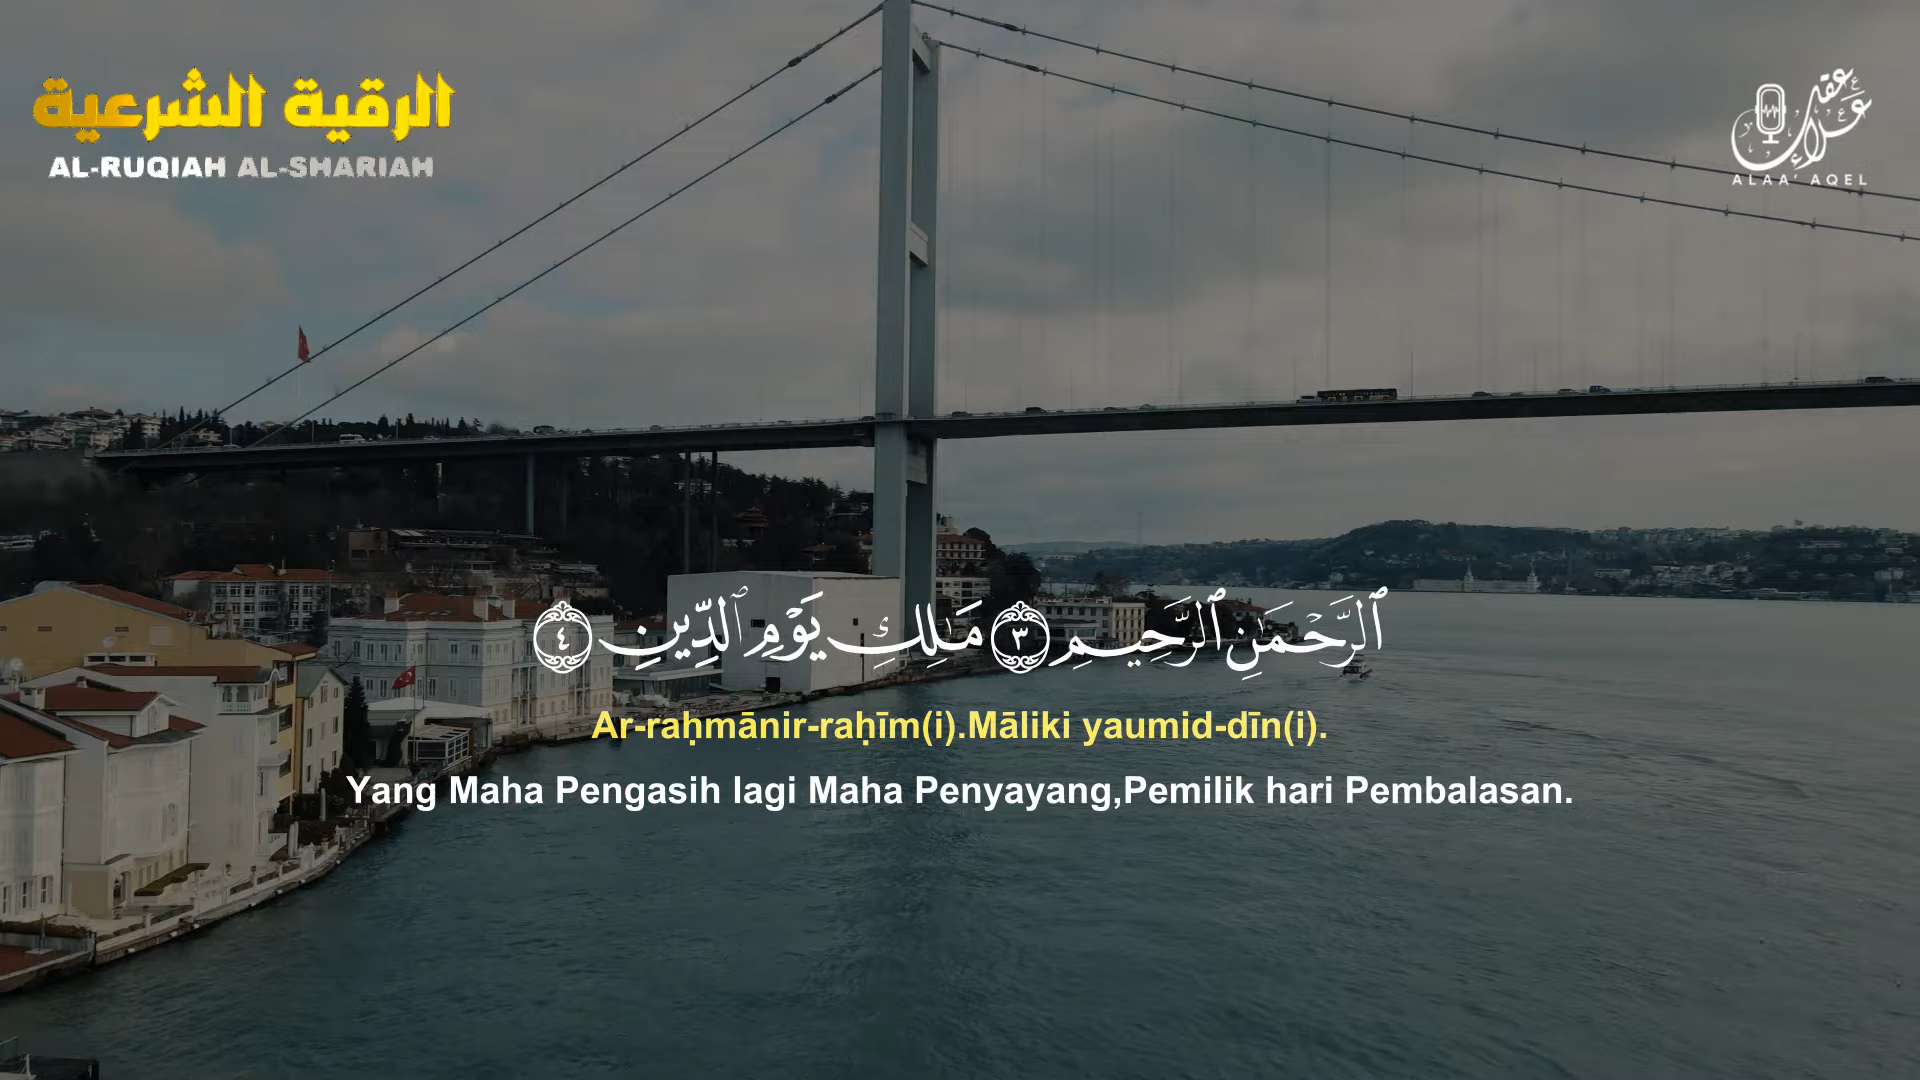 الرقية الشرعية
AL-RUQIAH AL-SHARIAH
علاء عقل
ALAA' AQEL
ٱلرَّحْمَـٰنِ ٱلرَّحِيمِ ٣ مَـٰلِكِ يَوْمِ ٱلدِّينِ ٤
Ar-raḥmānir-raḥīm(i).Māliki yaumid-dīn(i).
Yang Maha Pengasih lagi Maha Penyayang,Pemilik hari Pembalasan.